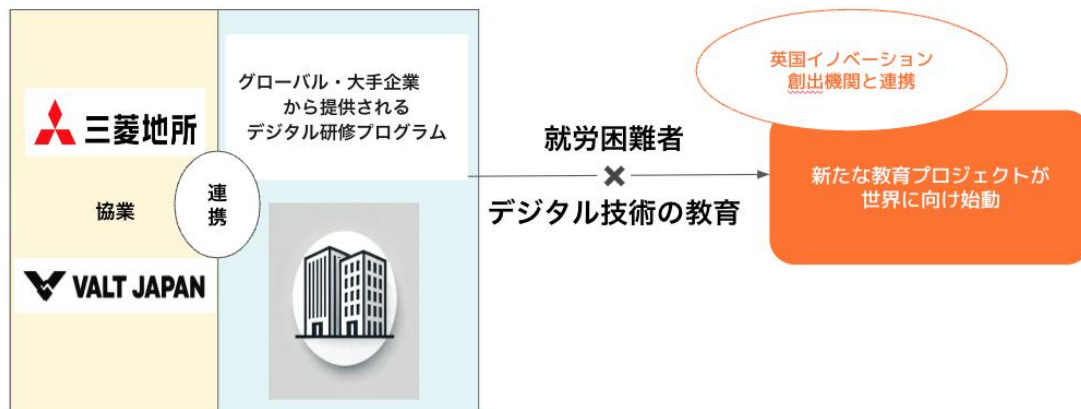 三菱地所
協業
VALT JAPAN
連
携
グローバル・大手企業
から提供される
デジタル研修プログラム
就労困難者
×
デジタル技術の教育
英国イノベーション
創出機関と連携
新たな教育プロジェクトが
世界に向け始動